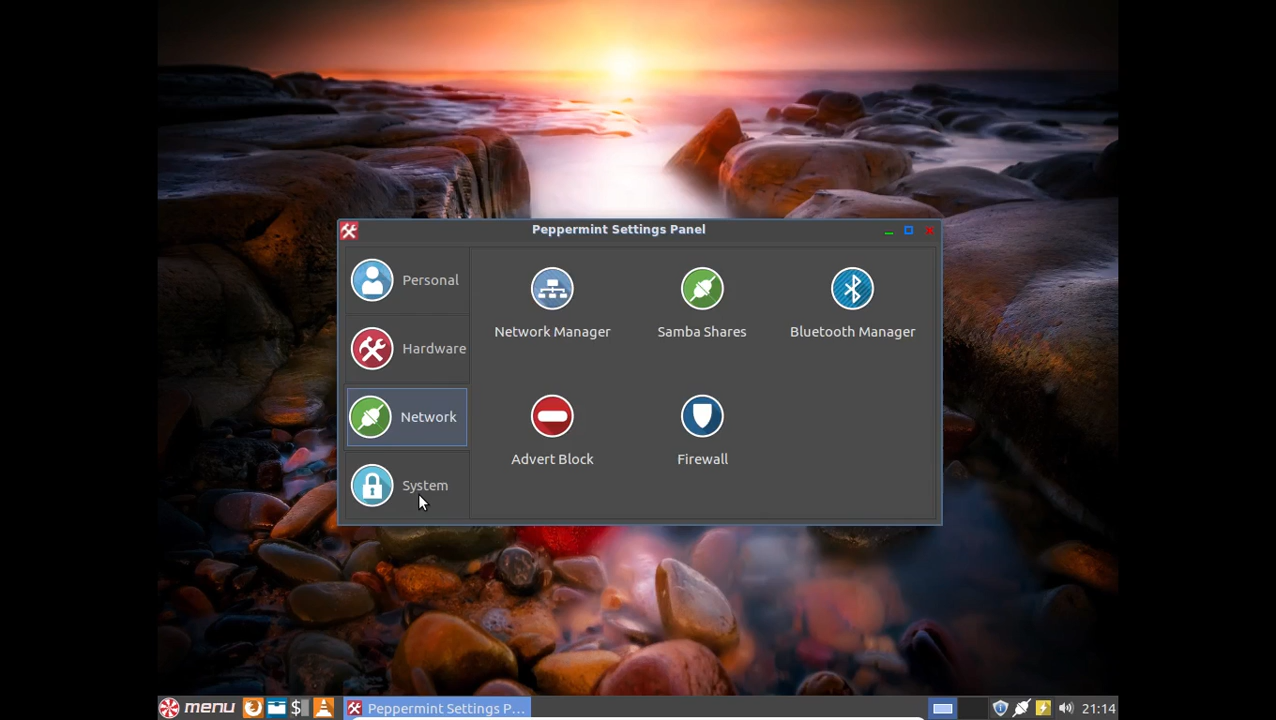 Peppermint Settings Panel
Personal
Hardware
Network
System
Network Manager
Samba Shares
Bluetooth Manager
Advert Block
Firewall
menu
$
Peppermint Settings P...
21:14